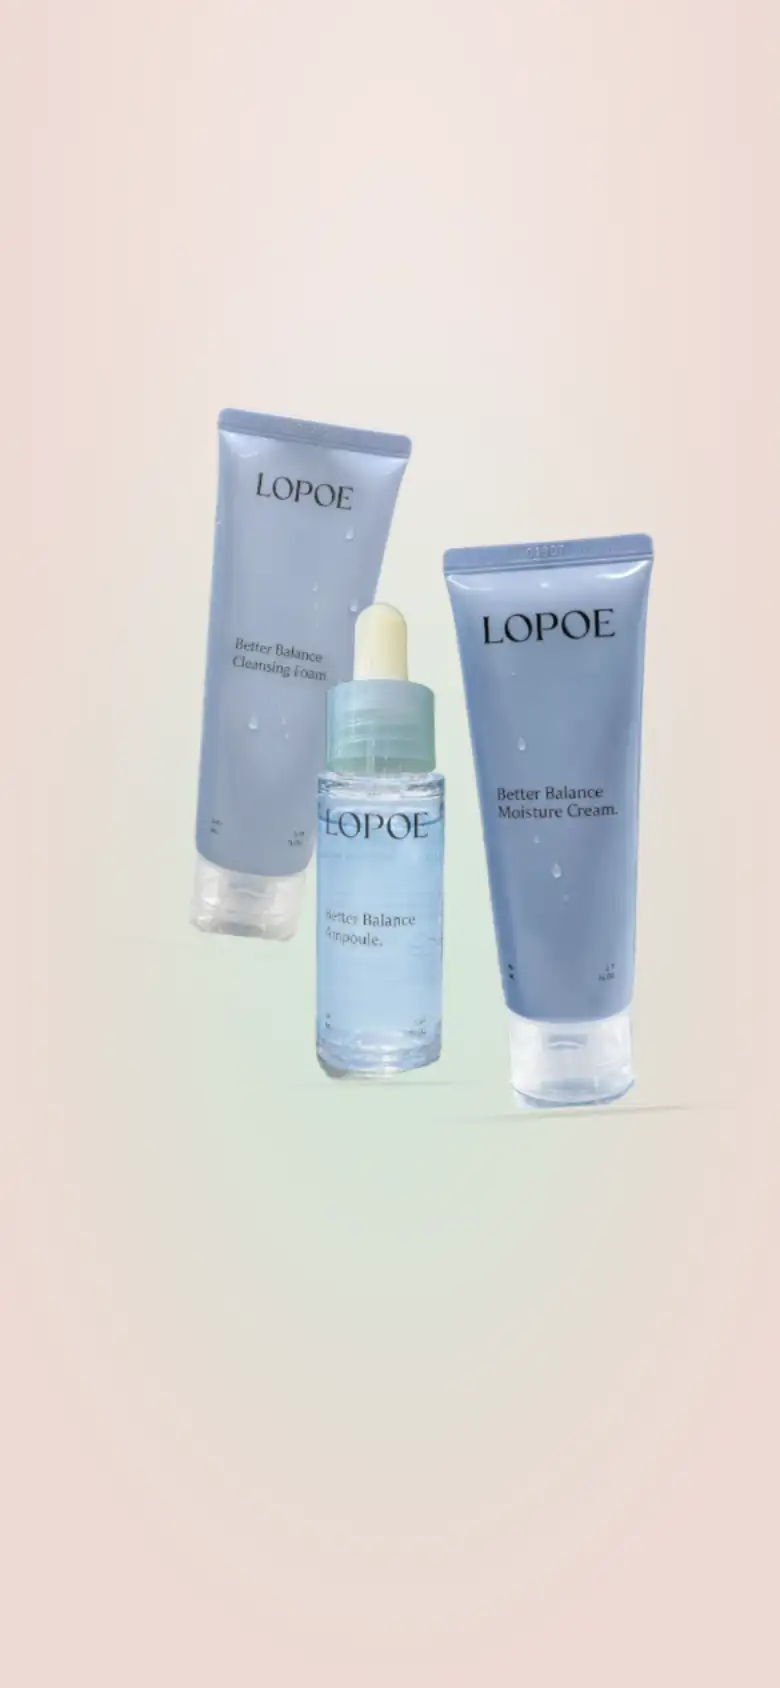 LOPOE
Better Balance
Cleansing Foam.
LOPOE
Better Balance
Ampoule.
LOPOE
Better Balance
Moisture Cream.